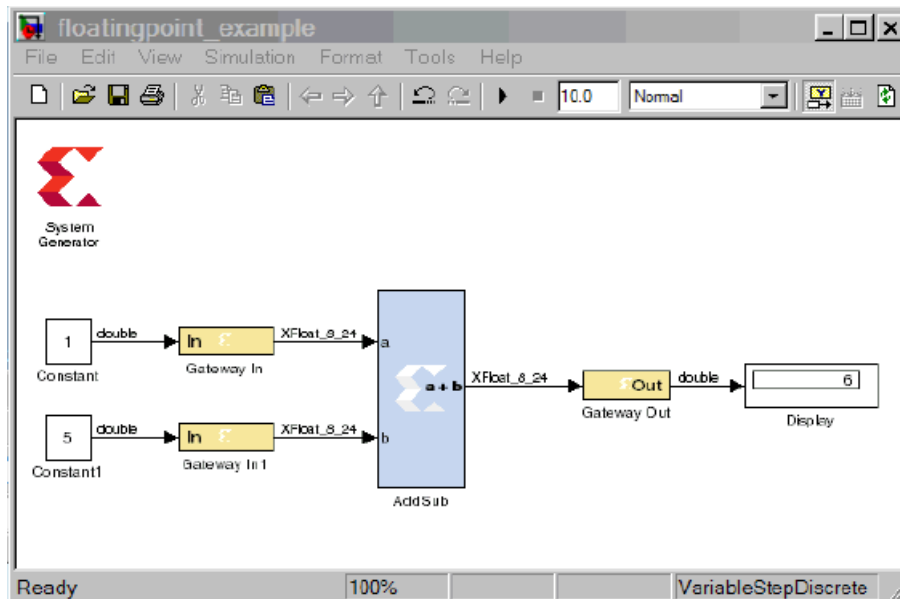 floatingpoint_example
File Edit View Simulation Format Tools Help
10.0 Normal
System
Generator
1 double In XFloat_8_24 a
Constant Gateway In
a + b XFloat_8_24 Out double 6
Gateway Out Display
5 double In XFloat_8_24 b
Constant1 Gateway In1
AddSub
Ready 100% VariableStepDiscrete